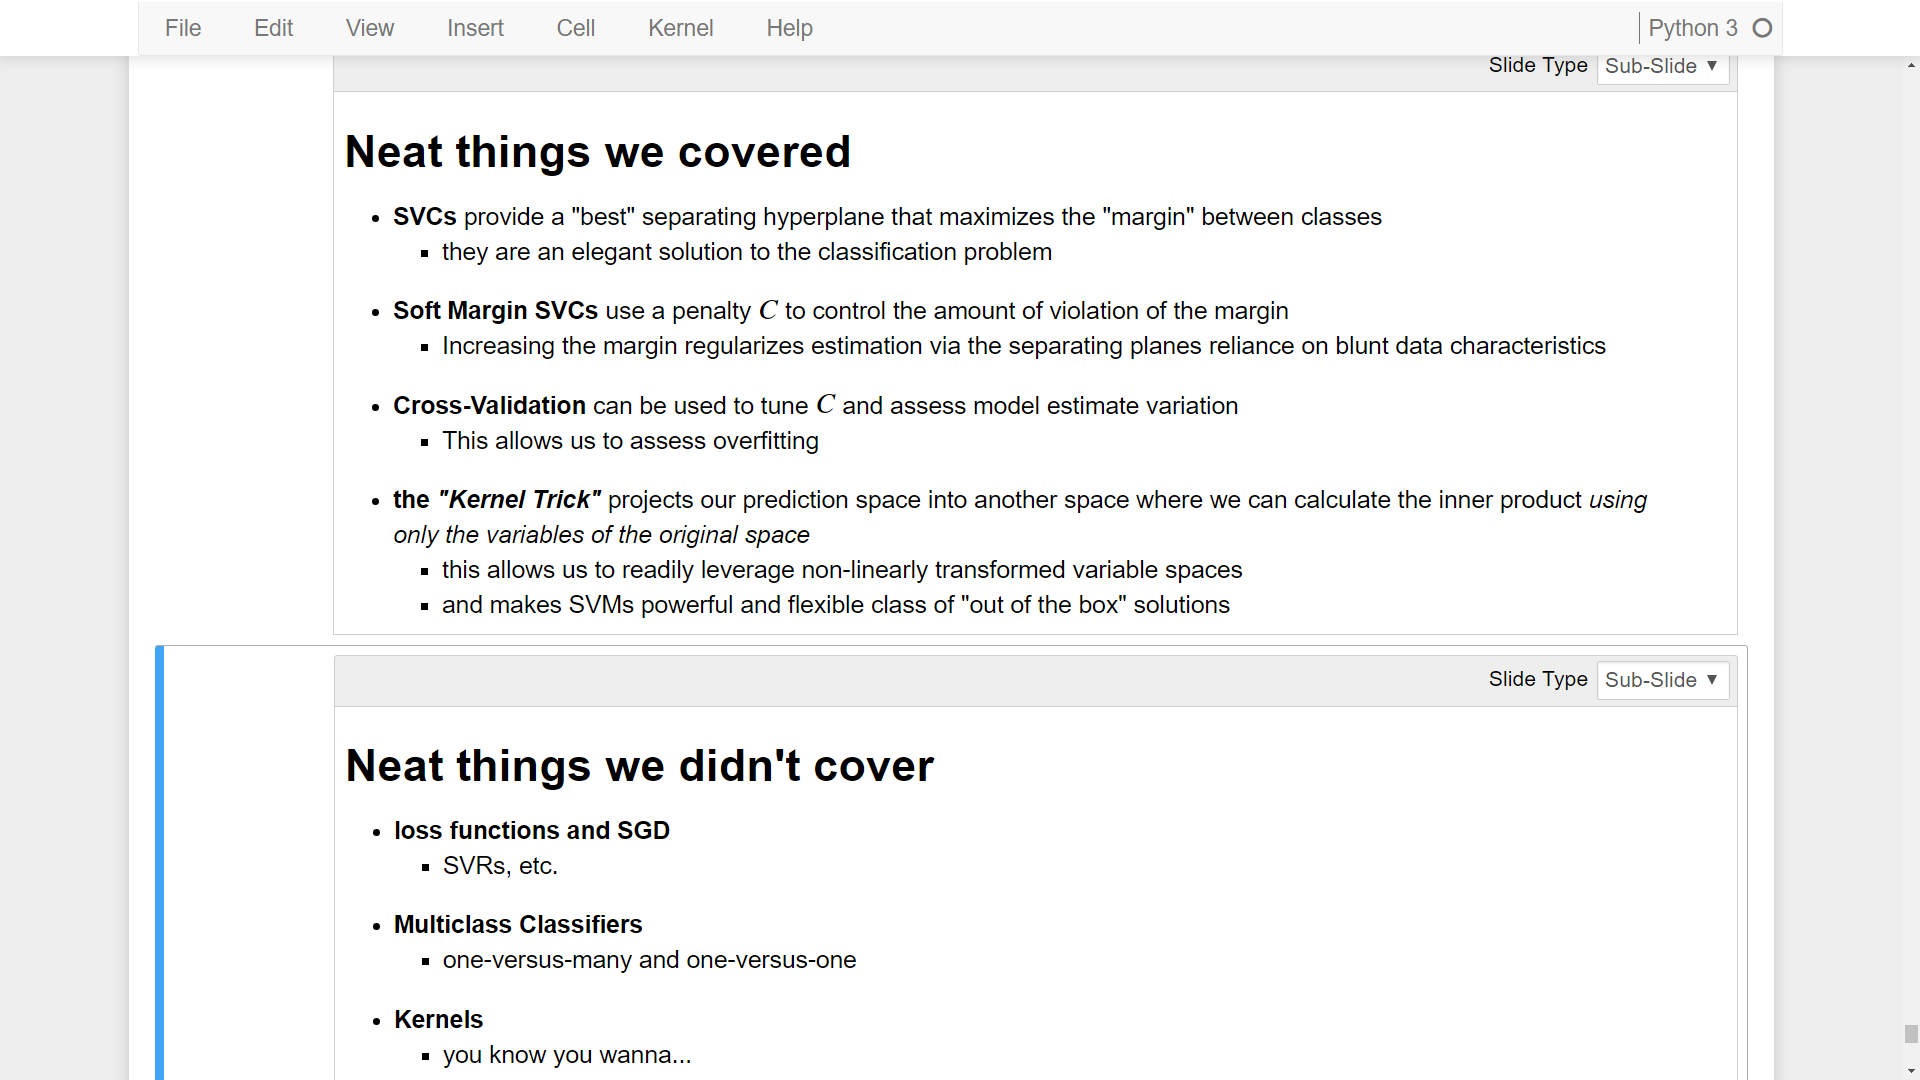 File Edit View Insert Cell Kernel Help Python 3
Slide Type Sub-Slide ▼
Neat things we covered
• SVCs provide a "best" separating hyperplane that maximizes the "margin" between classes
▪ they are an elegant solution to the classification problem
• Soft Margin SVCs use a penalty C to control the amount of violation of the margin
▪ Increasing the margin regularizes estimation via the separating planes reliance on blunt data characteristics
• Cross-Validation can be used to tune C and assess model estimate variation
▪ This allows us to assess overfitting
• the "Kernel Trick" projects our prediction space into another space where we can calculate the inner product using
only the variables of the original space
▪ this allows us to readily leverage non-linearly transformed variable spaces
▪ and makes SVMs powerful and flexible class of "out of the box" solutions
Slide Type Sub-Slide ▼
Neat things we didn't cover
• loss functions and SGD
▪ SVRs, etc.
• Multiclass Classifiers
▪ one-versus-many and one-versus-one
• Kernels
▪ you know you wanna...